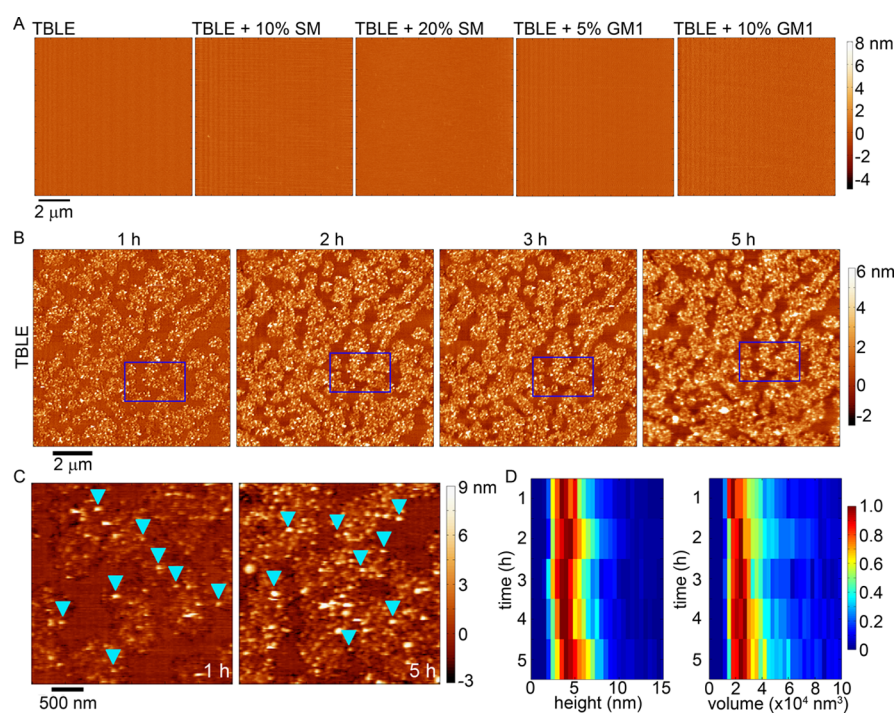 A
TBLE TBLE + 10% SM TBLE + 20% SM TBLE + 5% GM1 TBLE + 10% GM1
8 nm
6
4
2
0
-2
-4
2 μm
B
1 h 2 h 3 h 5 h
TBLE
6 nm
4
2
0
-2
2 μm
C
1 h
5 h
9 nm
6
3
0
-3
500 nm
D
time (h)
1
2
3
4
5
0 5 10 15
height (nm)
time (h)
1
2
3
4
5
0 2 4 6 8 10
volume (x10⁴ nm³)
1.0
0.8
0.6
0.4
0.2
0